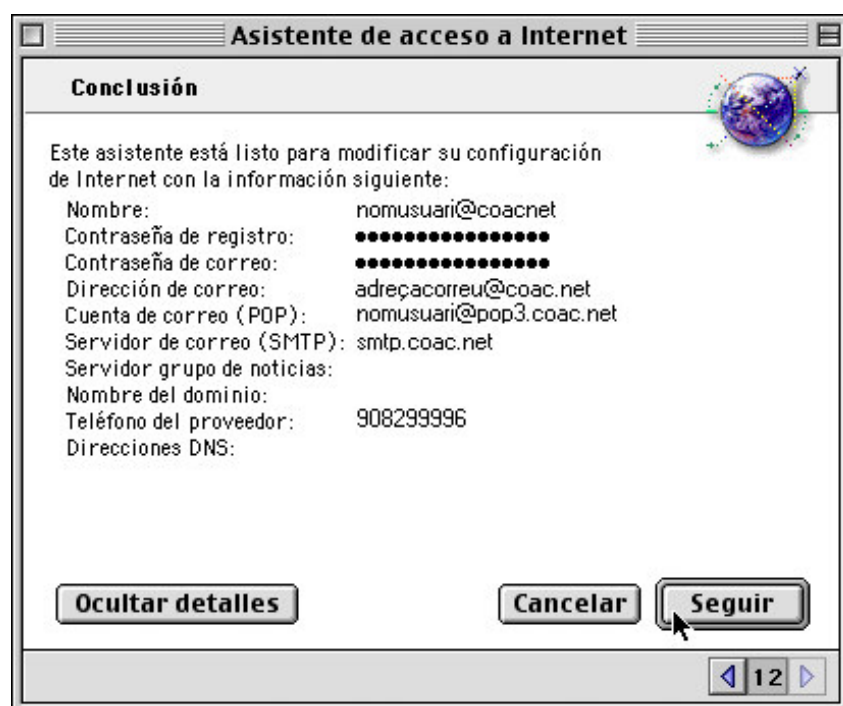 Asistente de acceso a Internet
Conclusión
Este asistente está listo para modificar su configuración
de Internet con la información siguiente:
Nombre: nomusuari@coacnet
Contraseña de registro: ••••••••••••••••
Contraseña de correo: ••••••••••••••••
Dirección de correo: adreçacorreu@coac.net
Cuenta de correo (POP): nomusuari@pop3.coac.net
Servidor de correo (SMTP): smtp.coac.net
Servidor grupo de noticias:
Nombre del dominio:
Teléfono del proveedor: 908299996
Direcciones DNS:
Ocultar detalles Cancelar Seguir
12